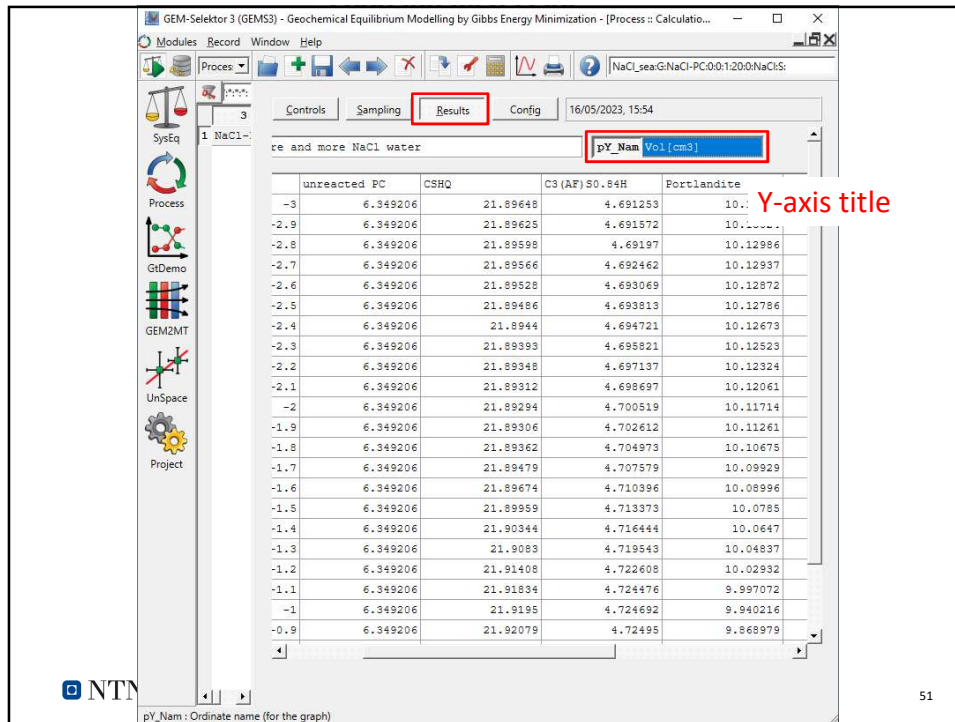 GEM-Selektor 3 (GEMS3) - Geochemical Equilibrium Modelling by Gibbs Energy Minimization - [Process :: Calculatio...
Modules Record Window Help
Proces NaCl_sea:G:NaCl-PC:0:0:1:20:0:NaCl:S:
3 Controls Sampling Results Config 16/05/2023, 15:54
SysEq
1 NaCl- re and more NaCl water pY_Nam Vol[cm3]
unreacted PC CSHQ C3(AF)S0.84H Portlandite
Y-axis title
-3 6.349206 21.89648 4.691253 10.
-2.9 6.349206 21.89625 4.691572
-2.8 6.349206 21.89598 4.69197 10.12986
-2.7 6.349206 21.89566 4.692462 10.12937
-2.6 6.349206 21.89528 4.693069 10.12872
-2.5 6.349206 21.89486 4.693813 10.12786
-2.4 6.349206 21.8944 4.694721 10.12673
-2.3 6.349206 21.89393 4.695821 10.12523
-2.2 6.349206 21.89348 4.697137 10.12324
-2.1 6.349206 21.89312 4.698697 10.12061
-2 6.349206 21.89294 4.700519 10.11714
-1.9 6.349206 21.89306 4.702612 10.11261
-1.8 6.349206 21.89362 4.704973 10.10675
-1.7 6.349206 21.89479 4.707579 10.09929
-1.6 6.349206 21.89674 4.710396 10.08996
-1.5 6.349206 21.89959 4.713373 10.0785
-1.4 6.349206 21.90344 4.716444 10.0647
-1.3 6.349206 21.9083 4.719543 10.04837
-1.2 6.349206 21.91408 4.722608 10.02932
-1.1 6.349206 21.91834 4.724476 9.997072
-1 6.349206 21.9195 4.724692 9.940216
-0.9 6.349206 21.92079 4.72495 9.868979
Process
GtDemo
GEM2MT
UnSpace
Project
NTN
51
pY_Nam : Ordinate name (for the graph)